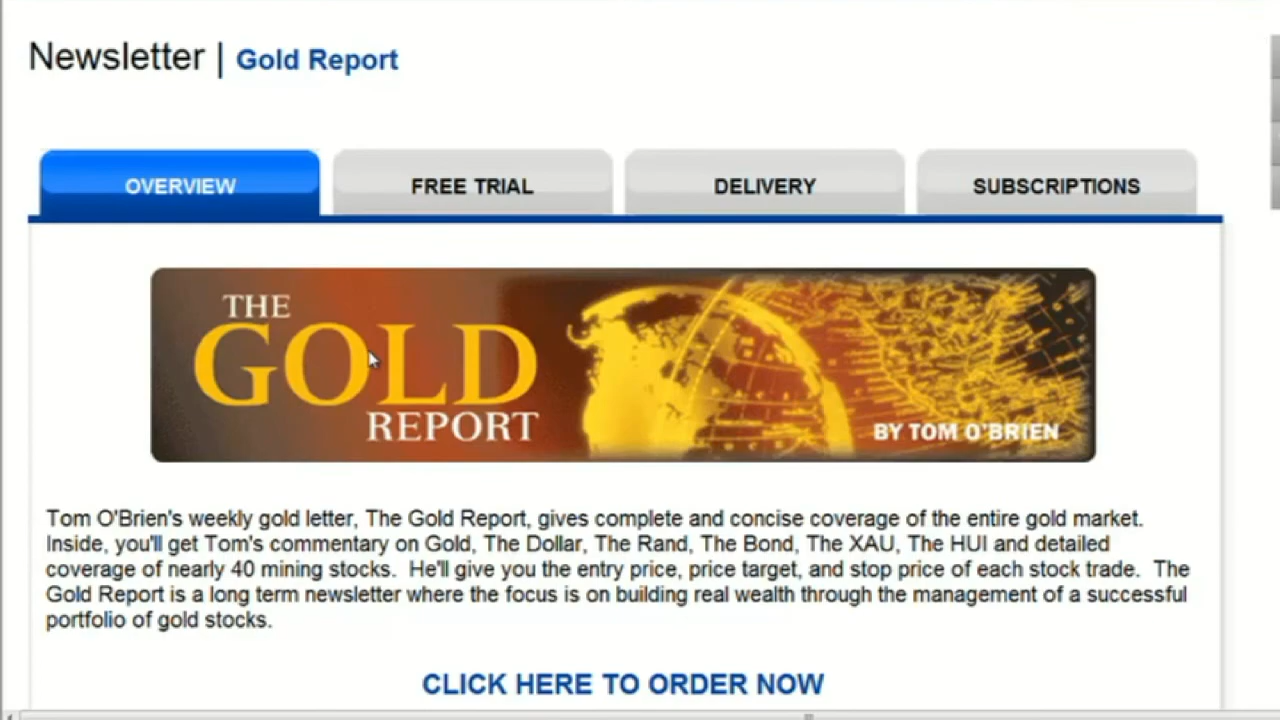 Newsletter | Gold Report
OVERVIEW
FREE TRIAL
DELIVERY
SUBSCRIPTIONS
THE
GOLD
REPORT
BY TOM O'BRIEN
Tom O'Brien's weekly gold letter, The Gold Report, gives complete and concise coverage of the entire gold market.
Inside, you'll get Tom's commentary on Gold, The Dollar, The Rand, The Bond, The XAU, The HUI and detailed
coverage of nearly 40 mining stocks.  He'll give you the entry price, price target, and stop price of each stock trade.  The
Gold Report is a long term newsletter where the focus is on building real wealth through the management of a successful
portfolio of gold stocks.
CLICK HERE TO ORDER NOW